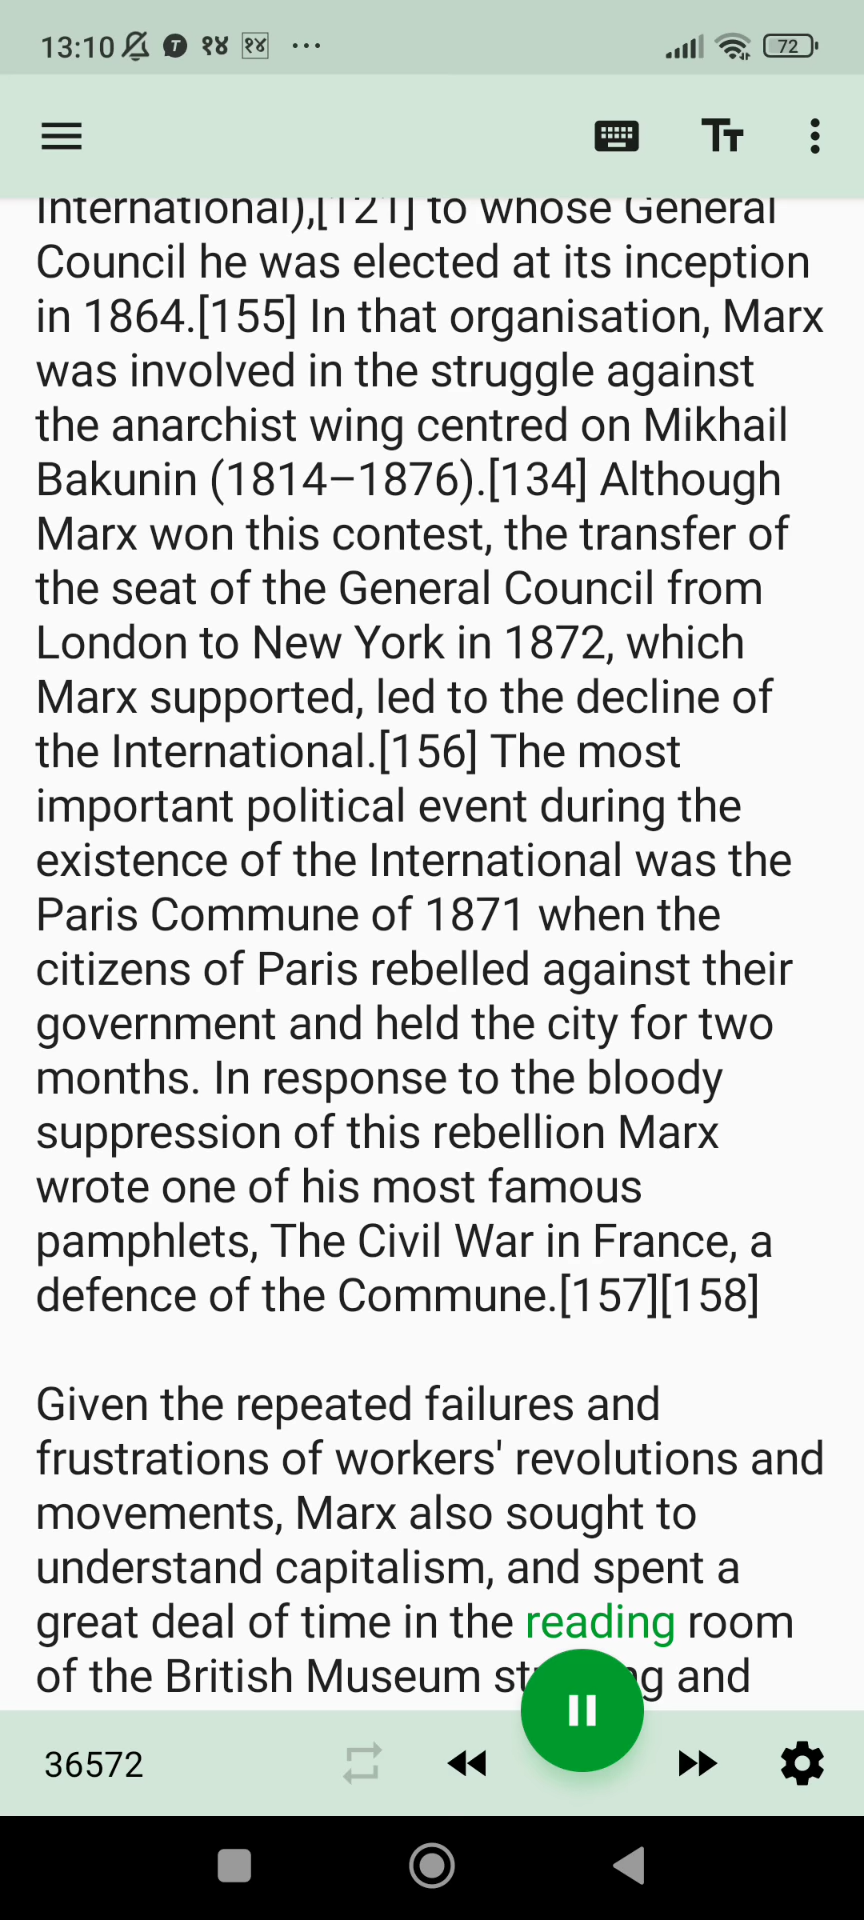 13:10 T १४ १४ ... 72
International),[121] to whose General
Council he was elected at its inception
in 1864.[155] In that organisation, Marx
was involved in the struggle against
the anarchist wing centred on Mikhail
Bakunin (1814–1876).[134] Although
Marx won this contest, the transfer of
the seat of the General Council from
London to New York in 1872, which
Marx supported, led to the decline of
the International.[156] The most
important political event during the
existence of the International was the
Paris Commune of 1871 when the
citizens of Paris rebelled against their
government and held the city for two
months. In response to the bloody
suppression of this rebellion Marx
wrote one of his most famous
pamphlets, The Civil War in France, a
defence of the Commune.[157][158]
Given the repeated failures and
frustrations of workers' revolutions and
movements, Marx also sought to
understand capitalism, and spent a
great deal of time in the reading room
of the British Museum and
36572